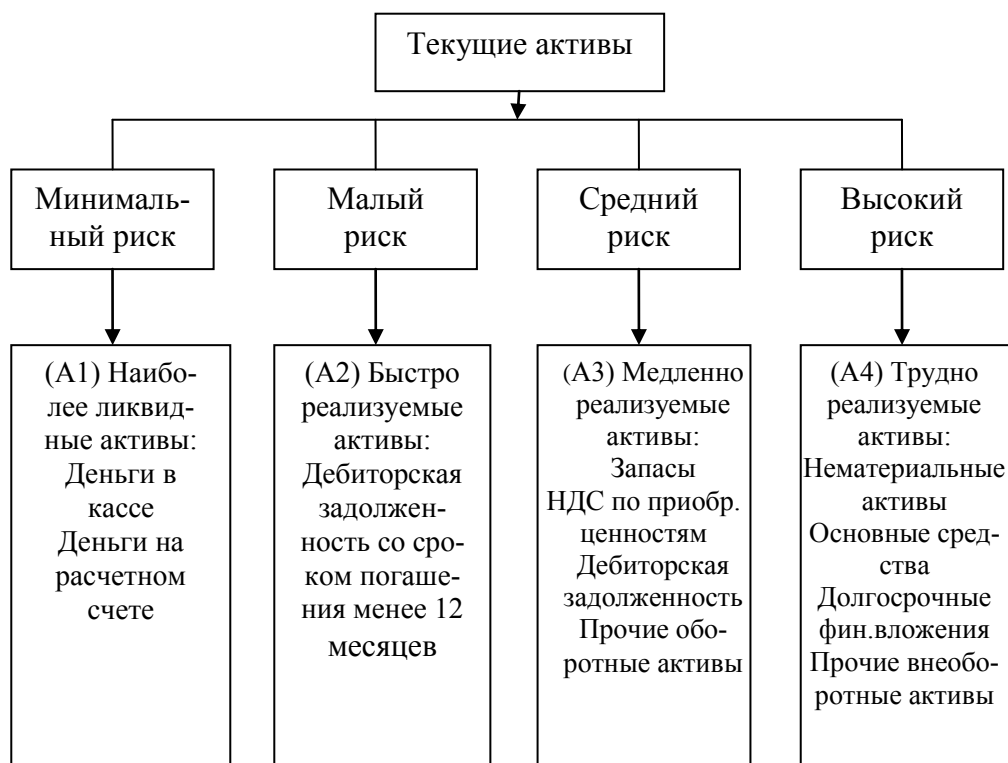 Текущие активы
Минималь-
ный риск
Малый
риск
Средний
риск
Высокий
риск
(А1) Наибо-
лее ликвид-
ные активы:
Деньги в
кассе
Деньги на
расчетном
счете
(А2) Быстро
реализуемые
активы:
Дебиторская
задолжен-
ность со сро-
ком погаше-
ния менее 12
месяцев
(А3) Медленно
реализуемые
активы:
Запасы
НДС по приобр.
ценностям
Дебиторская
задолженность
Прочие обо-
ротные активы
(А4) Трудно
реализуемые
активы:
Нематериальные
активы
Основные сред-
ства
Долгосрочные
фин.вложения
Прочие внеобо-
ротные активы